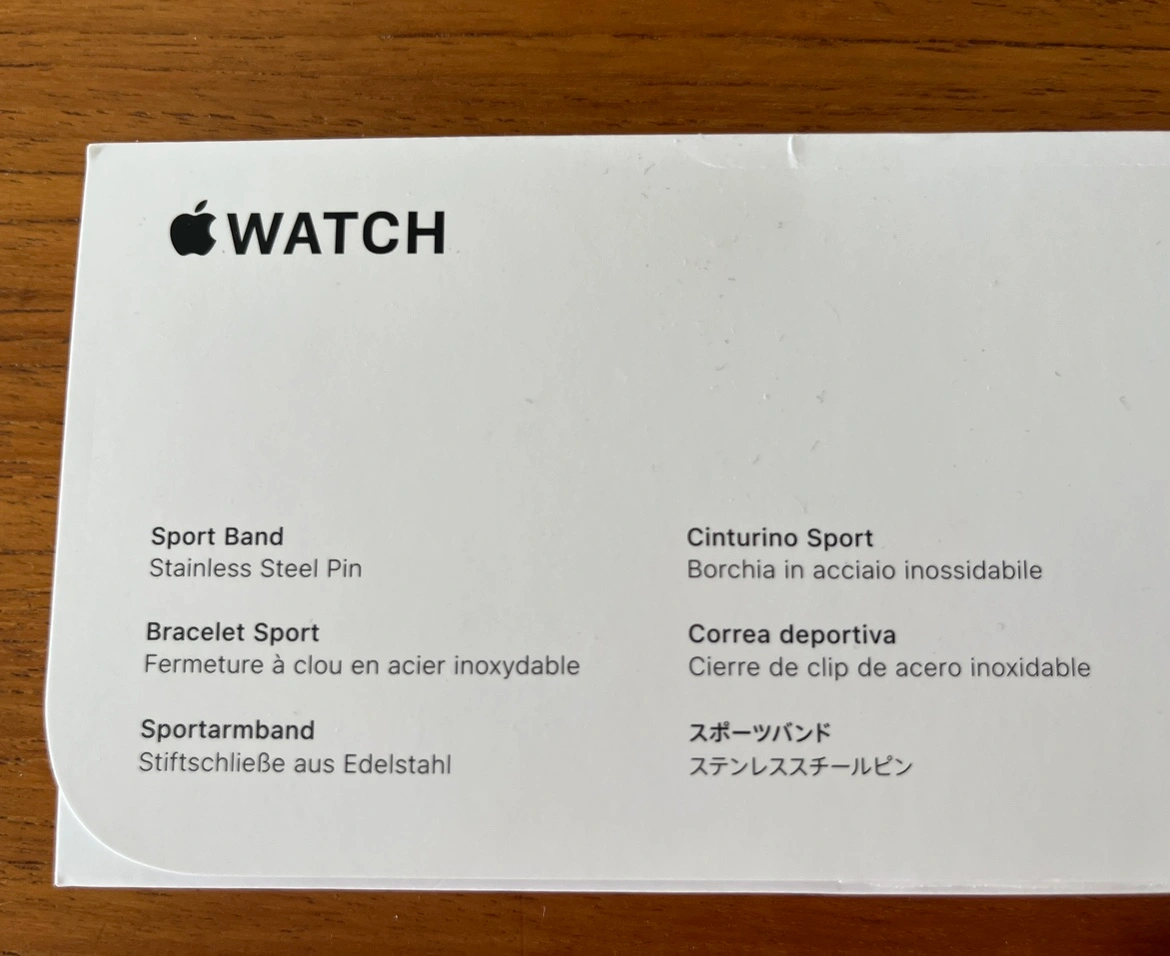 WATCH
Sport Band
Stainless Steel Pin
Bracelet Sport
Fermeture à clou en acier inoxydable
Sportarmband
Stiftschließe aus Edelstahl
Cinturino Sport
Borchia in acciaio inossidabile
Correa deportiva
Cierre de clip de acero inoxidable
スポーツバンド
ステンレススチールピン